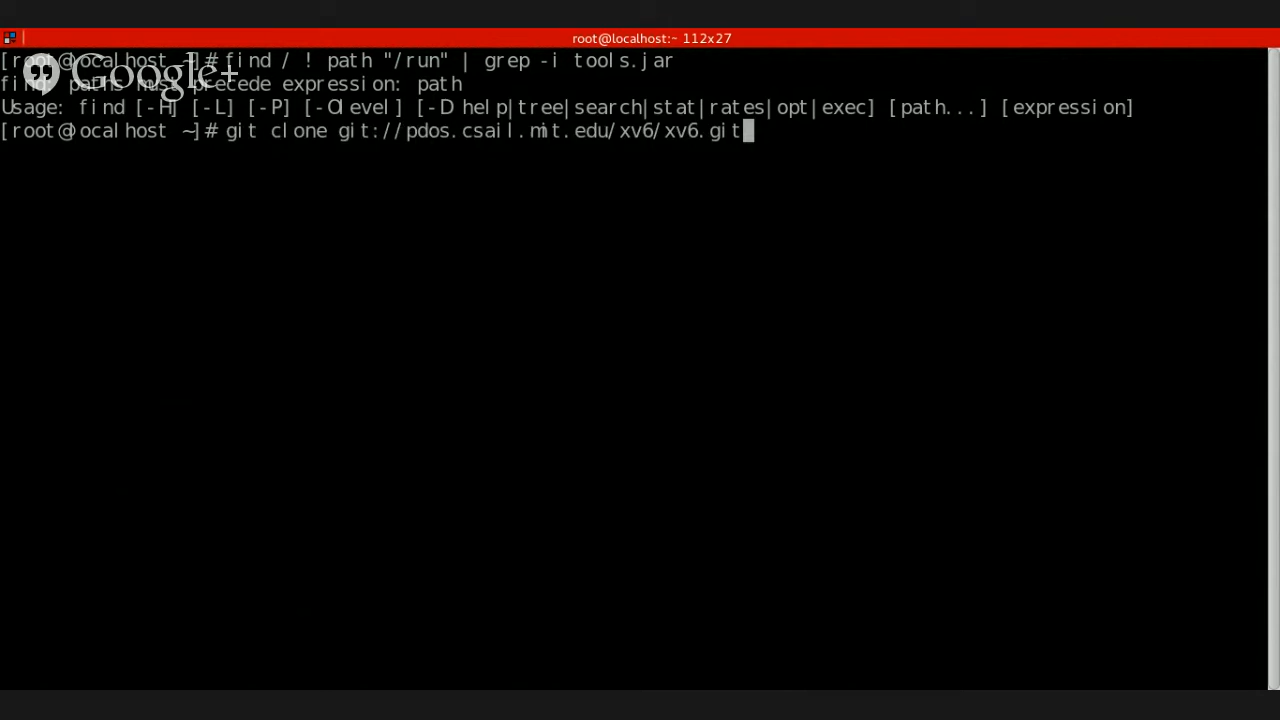 root@localhost:~ 112x27
[root@localhost ~]# find / ! path "/run" | grep -i tools.jar
Google+
find: paths must precede expression: path
Usage: find [-H] [-L] [-P] [-Olevel] [-D help|tree|search|stat|rates|opt|exec] [path...] [expression]
[root@localhost ~]# git clone git://pdos.csail.mit.edu/xv6/xv6.git